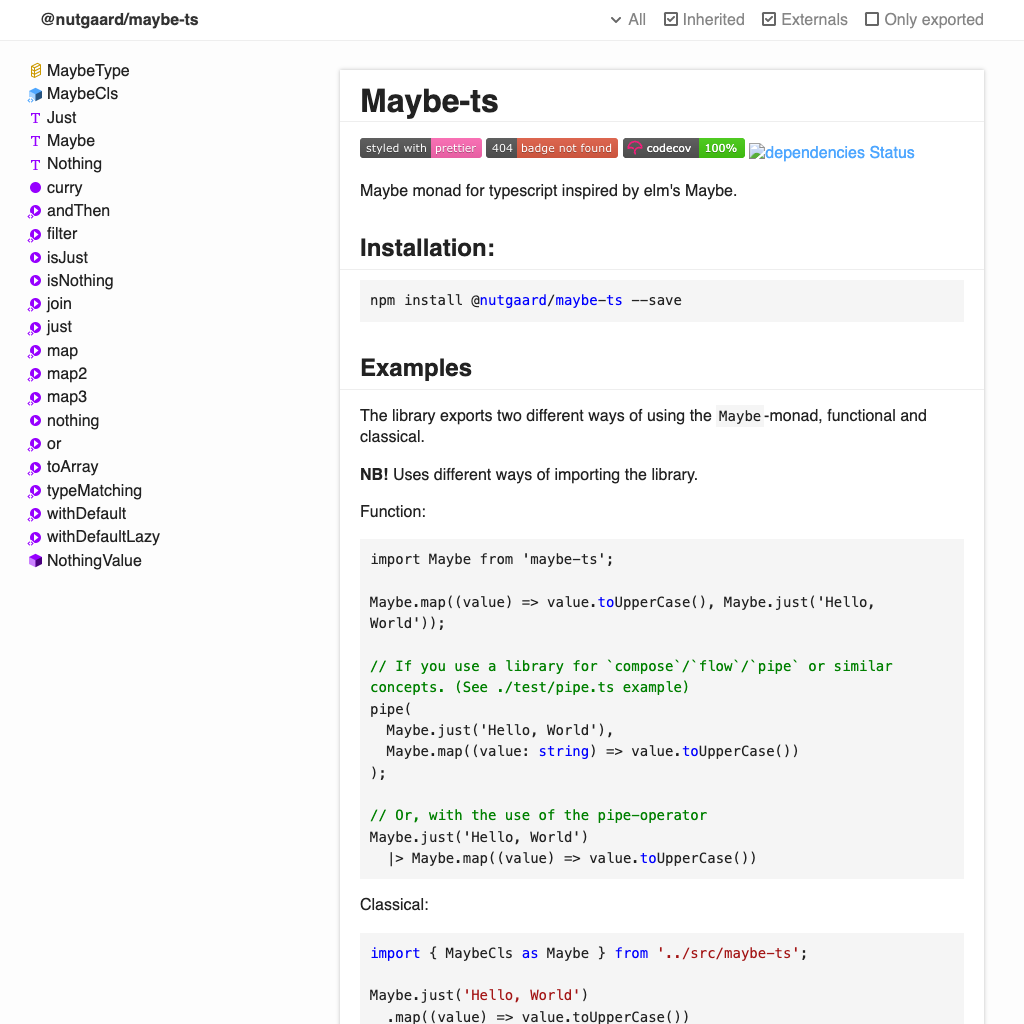 @nutgaard/maybe-ts
All
Inherited
Externals
Only exported
MaybeType
MaybeCls
T Just
T Maybe
T Nothing
curry
andThen
filter
isJust
isNothing
join
just
map
map2
map3
nothing
or
toArray
typeMatching
withDefault
withDefaultLazy
NothingValue
Maybe-ts
styled with prettier 404 badge not found codecov 100% dependencies Status
Maybe monad for typescript inspired by elm's Maybe.
Installation:
npm install @nutgaard/maybe-ts --save
Examples
The library exports two different ways of using the Maybe-monad, functional and
classical.
NB! Uses different ways of importing the library.
Function:
import Maybe from 'maybe-ts';
Maybe.map((value) => value.toUpperCase(), Maybe.just('Hello,
World'));
// If you use a library for `compose`/`flow`/`pipe` or similar
concepts. (See ./test/pipe.ts example)
pipe(
  Maybe.just('Hello, World'),
  Maybe.map((value: string) => value.toUpperCase())
);
// Or, with the use of the pipe-operator
Maybe.just('Hello, World')
  |> Maybe.map((value) => value.toUpperCase())
Classical:
import { MaybeCls as Maybe } from '../src/maybe-ts';
Maybe.just('Hello, World')
  .map((value) => value.toUpperCase())